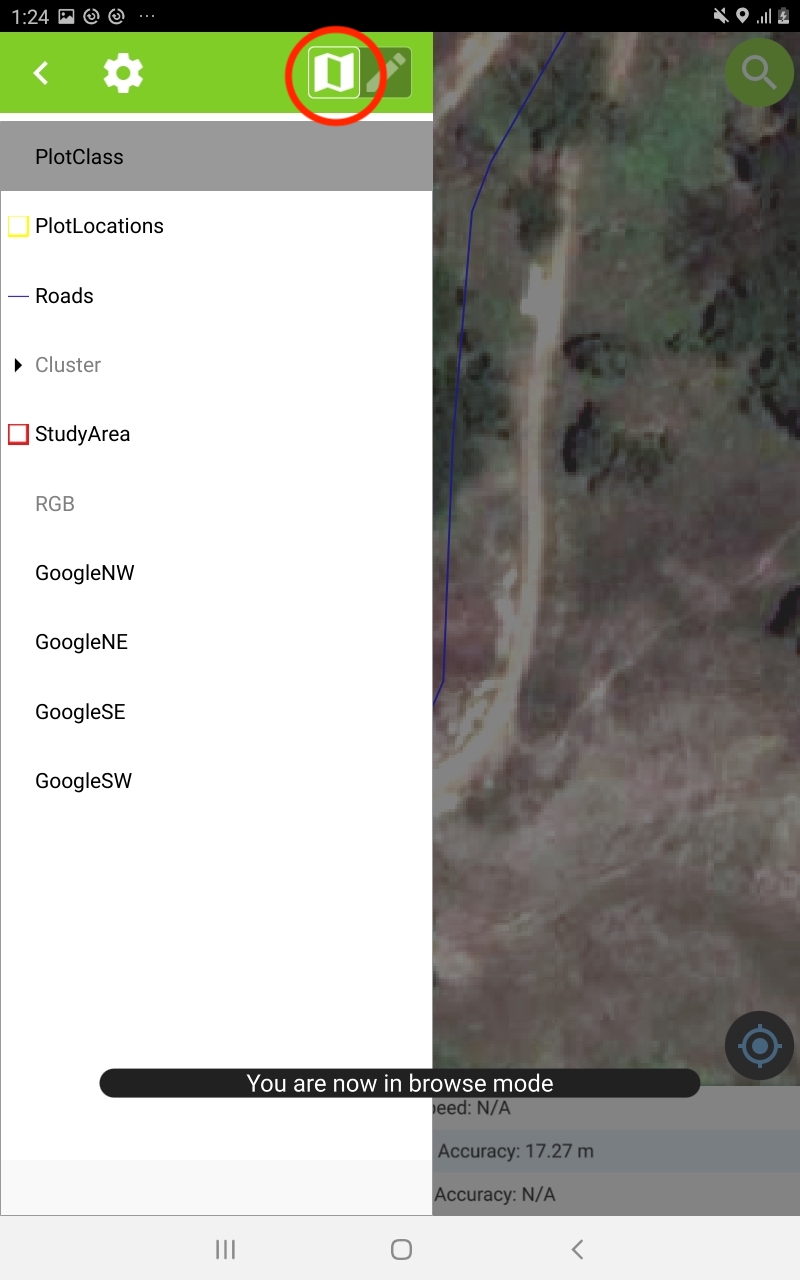 1:24
PlotClass
PlotLocations
Roads
Cluster
StudyArea
RGB
GoogleNW
GoogleNE
GoogleSE
GoogleSW
You are now in browse mode
peed: N/A
Accuracy: 17.27 m
Accuracy: N/A